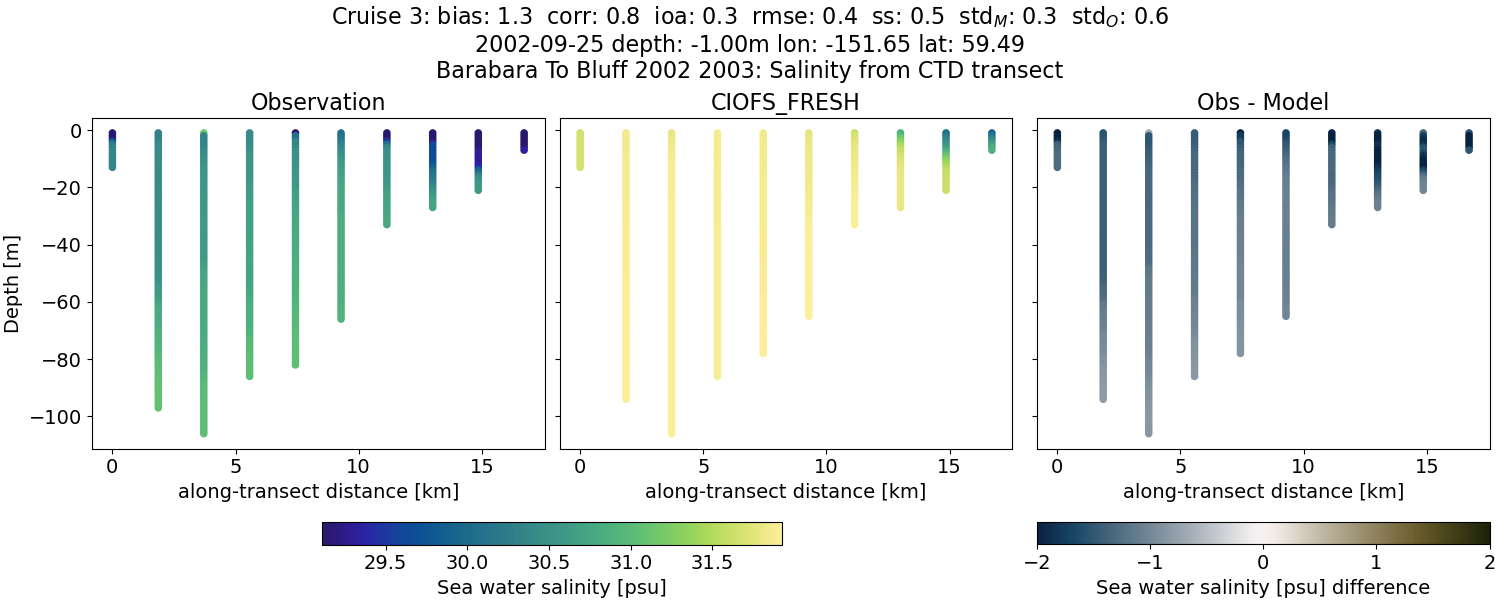 Cruise 3: bias: 1.3 corr: 0.8 ioa: 0.3 rmse: 0.4 ss: 0.5 std_M: 0.3 std_O: 0.6
2002-09-25 depth: -1.00m lon: -151.65 lat: 59.49
Barabara To Bluff 2002 2003: Salinity from CTD transect
Observation CIOFS_FRESH Obs - Model
Depth [m]
0
−20
−40
−60
−80
−100
0 5 10 15 0 5 10 15 0 5 10 15
along-transect distance [km] along-transect distance [km] along-transect distance [km]
29.5 30.0 30.5 31.0 31.5 −2 −1 0 1 2
Sea water salinity [psu] Sea water salinity [psu] difference